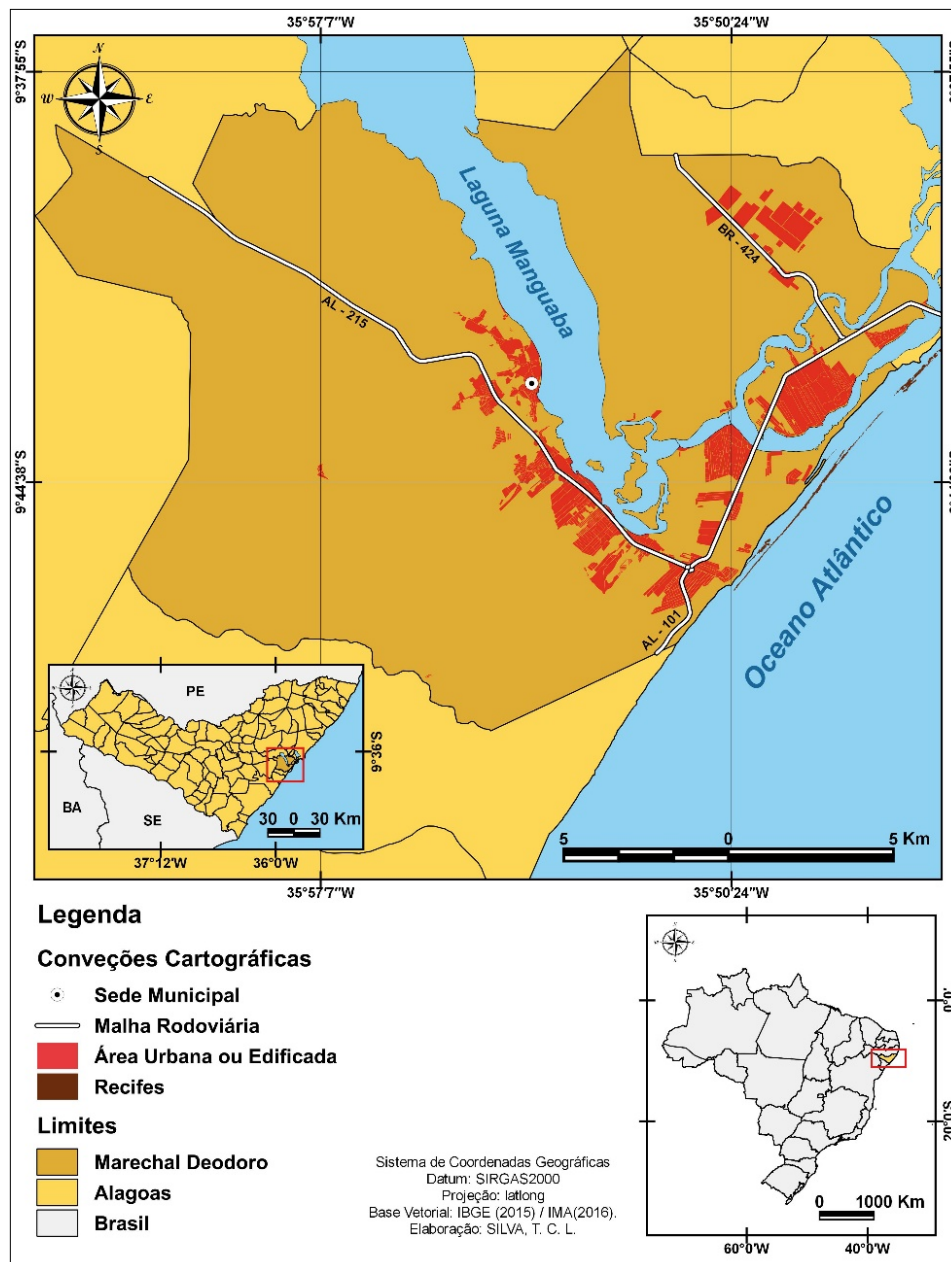 35°57'7"W
35°50'24"W
9°37'55"S
N
W
E
S
Laguna Manguaba
BR - 424
AL - 215
9°44'38"S
AL - 101
Oceano Atlântico
PE
BA
SE
9°36'S
30 0 30 Km
37°12'W
36°0'W
5 0 5 Km
35°57'7"W
35°50'24"W
Legenda
Conveções Cartográficas
Sede Municipal
Malha Rodoviária
Área Urbana ou Edificada
Recifes
Limites
Marechal Deodoro
Alagoas
Brasil
Sistema de Coordenadas Geográficas
Datum: SIRGAS2000
Projeção: latlong
Base Vetorial: IBGE (2015) / IMA(2016).
Elaboração: SILVA, T. C. L.
0°0'
20°0'S
0 1000 Km
60°0'W
40°0'W